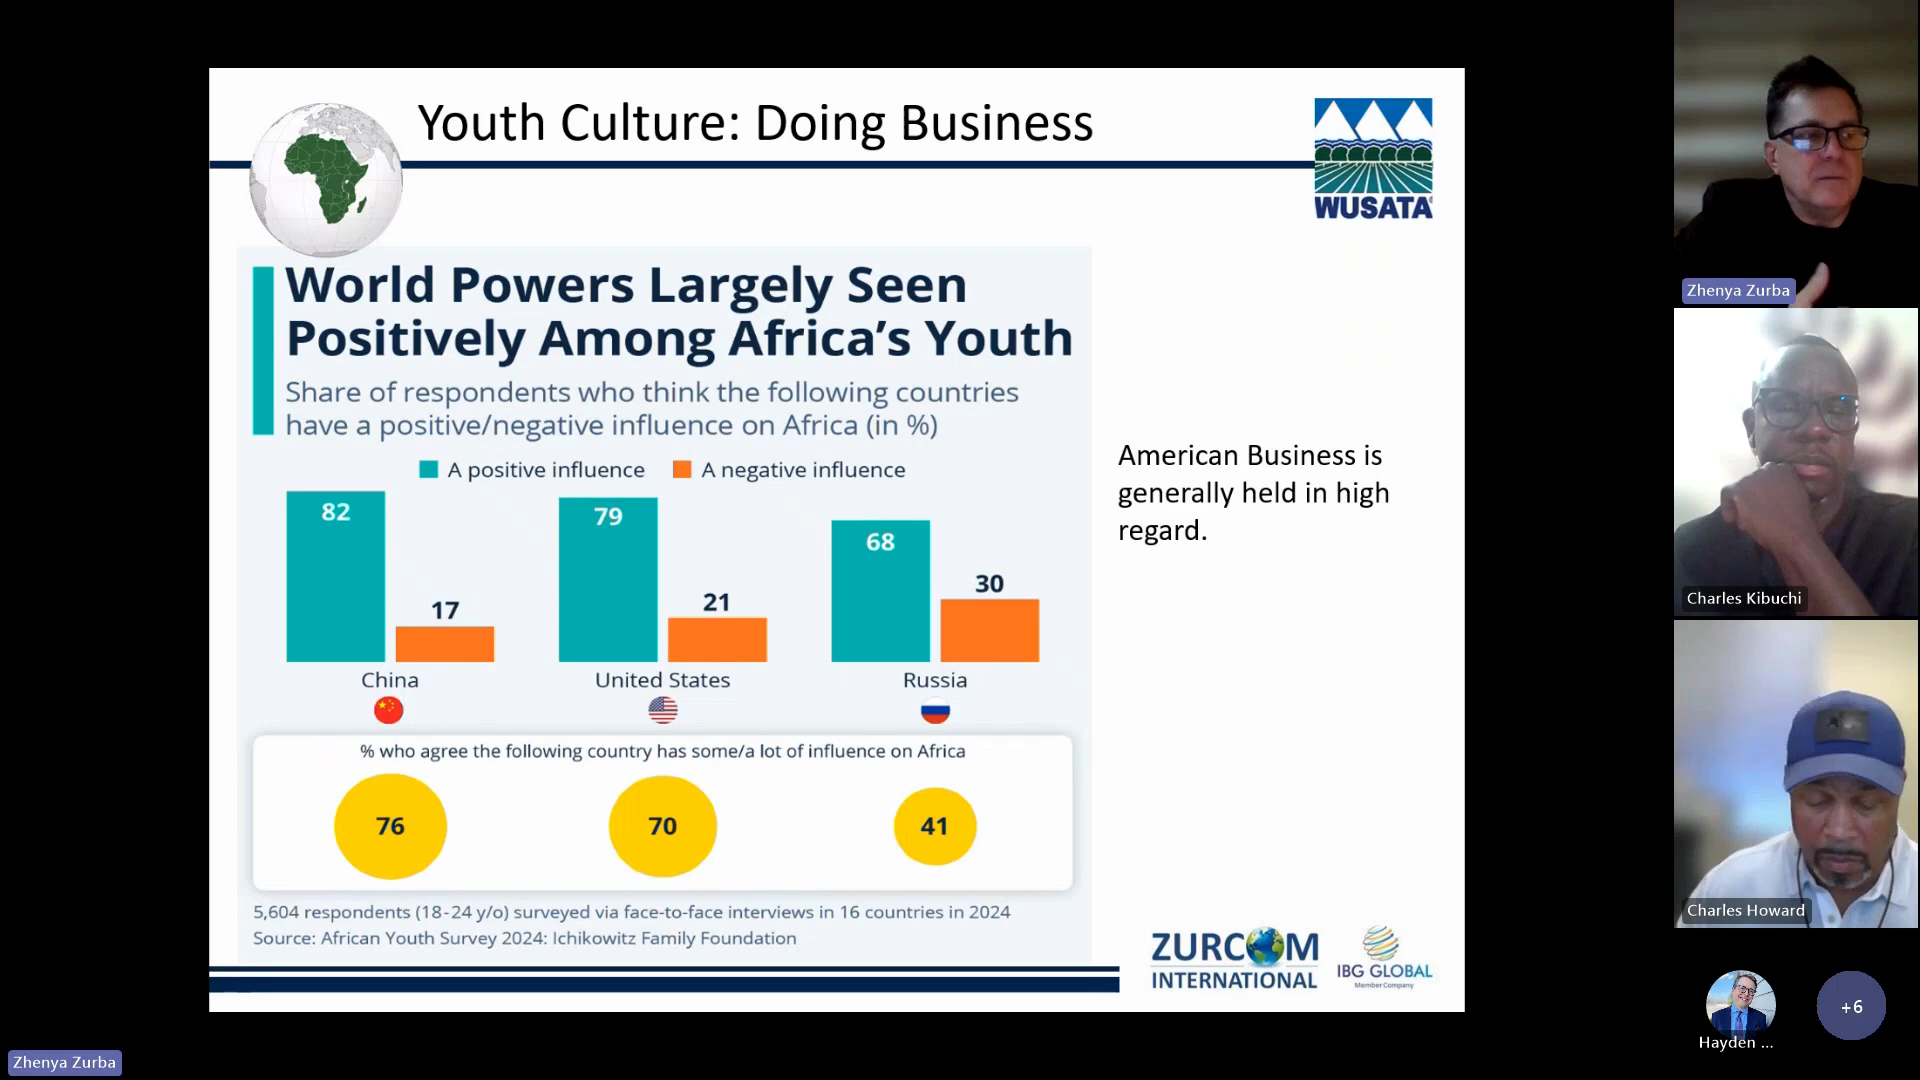 Youth Culture: Doing Business
WUSATA
World Powers Largely Seen
Positively Among Africa's Youth
Share of respondents who think the following countries
have a positive/negative influence on Africa (in %)
A positive influence
A negative influence
82
17
79
21
68
30
China
United States
Russia
% who agree the following country has some/a lot of influence on Africa
76
70
41
5,604 respondents (18-24 y/o) surveyed via face-to-face interviews in 16 countries in 2024
Source: African Youth Survey 2024: Ichikowitz Family Foundation
American Business is
generally held in high
regard.
ZURCOM
INTERNATIONAL
IBG GLOBAL
Member Company
Zhenya Zurba
Charles Kibuchi
Charles Howard
Hayden ...
+6
Zhenya Zurba